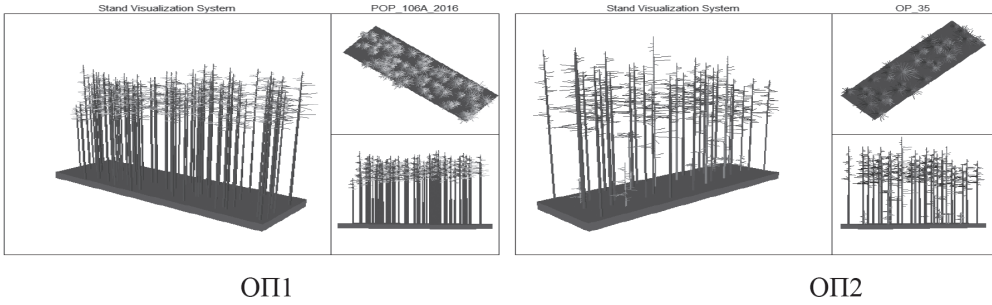 Stand Visualization System
POP_106A_2016
Stand Visualization System
OP_35
ОП1
ОП2